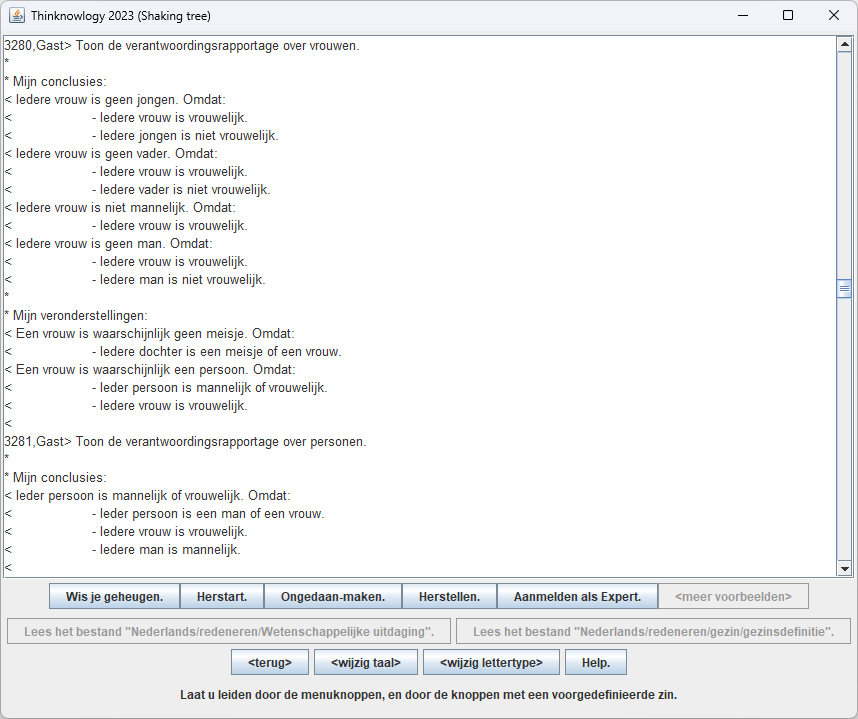 Thinknowlogy 2023 (Shaking tree)
3280,Gast> Toon de verantwoordingsrapportage over vrouwen.
*
* Mijn conclusies:
< Iedere vrouw is geen jongen. Omdat:
< - Iedere vrouw is vrouwelijk.
< - Iedere jongen is niet vrouwelijk.
< Iedere vrouw is geen vader. Omdat:
< - Iedere vrouw is vrouwelijk.
< - Iedere vader is niet vrouwelijk.
< Iedere vrouw is niet mannelijk. Omdat:
< - Iedere vrouw is vrouwelijk.
< Iedere vrouw is geen man. Omdat:
< - Iedere vrouw is vrouwelijk.
< - Iedere man is niet vrouwelijk.
*
* Mijn veronderstellingen:
< Een vrouw is waarschijnlijk geen meisje. Omdat:
< - Iedere dochter is een meisje of een vrouw.
< Een vrouw is waarschijnlijk een persoon. Omdat:
< - Ieder persoon is mannelijk of vrouwelijk.
< - Iedere vrouw is vrouwelijk.
<
3281,Gast> Toon de verantwoordingsrapportage over personen.
*
* Mijn conclusies:
< Ieder persoon is mannelijk of vrouwelijk. Omdat:
< - Ieder persoon is een man of een vrouw.
< - Iedere vrouw is vrouwelijk.
< - Iedere man is mannelijk.
<
Wis je geheugen. Herstart. Ongedaan-maken. Herstellen. Aanmelden als Expert. <meer voorbeelden>
Lees het bestand "Nederlands/redeneren/Wetenschappelijke uitdaging". Lees het bestand "Nederlands/redeneren/gezin/gezinsdefinitie".
<terug> <wijzig taal> <wijzig lettertype> Help.
Laat u leiden door de menuknoppen, en door de knoppen met een voorgedefinieerde zin.